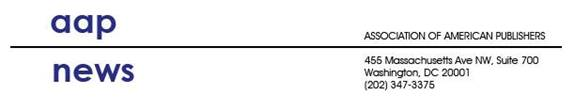 aap
ASSOCIATION OF AMERICAN PUBLISHERS
news
455 Massachusetts Ave NW, Suite 700
Washington, DC 20001
(202) 347-3375